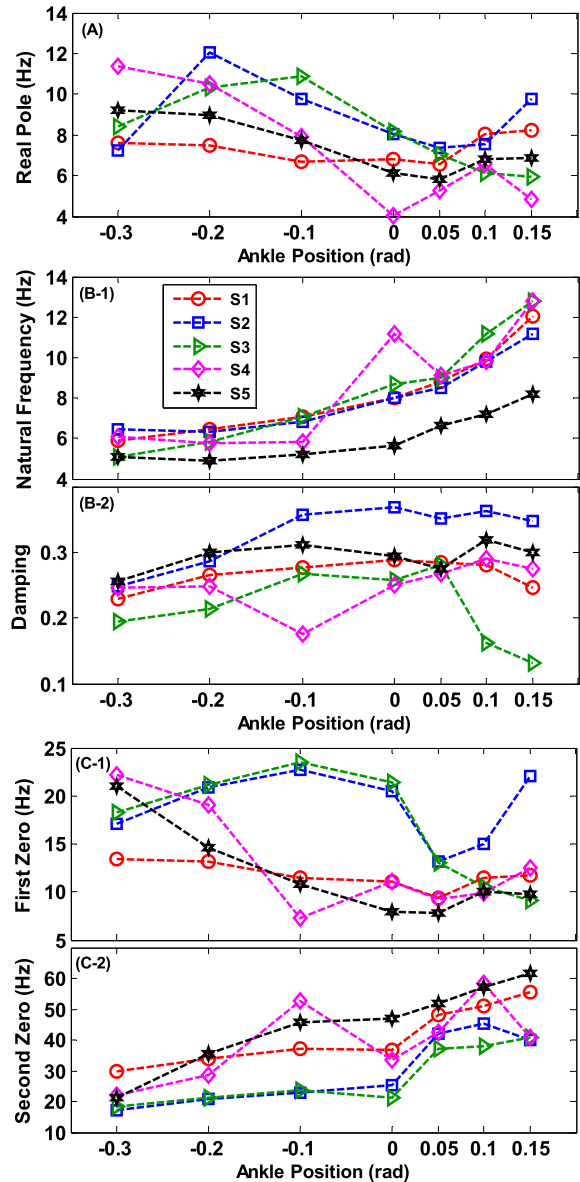 (A)
Real Pole (Hz)
14
12
10
8
6
4
-0.3 -0.2 -0.1 0 0.05 0.1 0.15
Ankle Position (rad)
(B-1)
Natural Frequency (Hz)
14
12
10
8
6
4
S1
S2
S3
S4
S5
(B-2)
Damping
0.3
0.2
0.1
-0.3 -0.2 -0.1 0 0.05 0.1 0.15
Ankle Position (rad)
(C-1)
First Zero (Hz)
25
20
15
10
5
(C-2)
Second Zero (Hz)
60
50
40
30
20
10
-0.3 -0.2 -0.1 0 0.05 0.1 0.15
Ankle Position (rad)